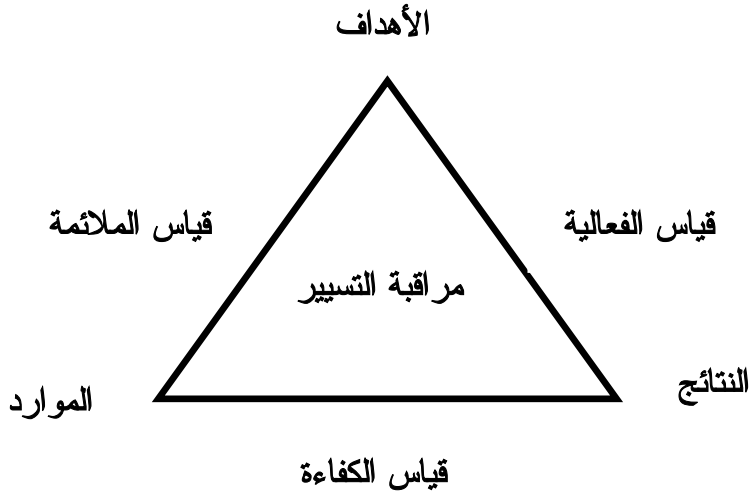 الأهداف
قياس الفعالية
قياس الملائمة
مراقبة التسيير
النتائج
الموارد
قياس الكفاءة